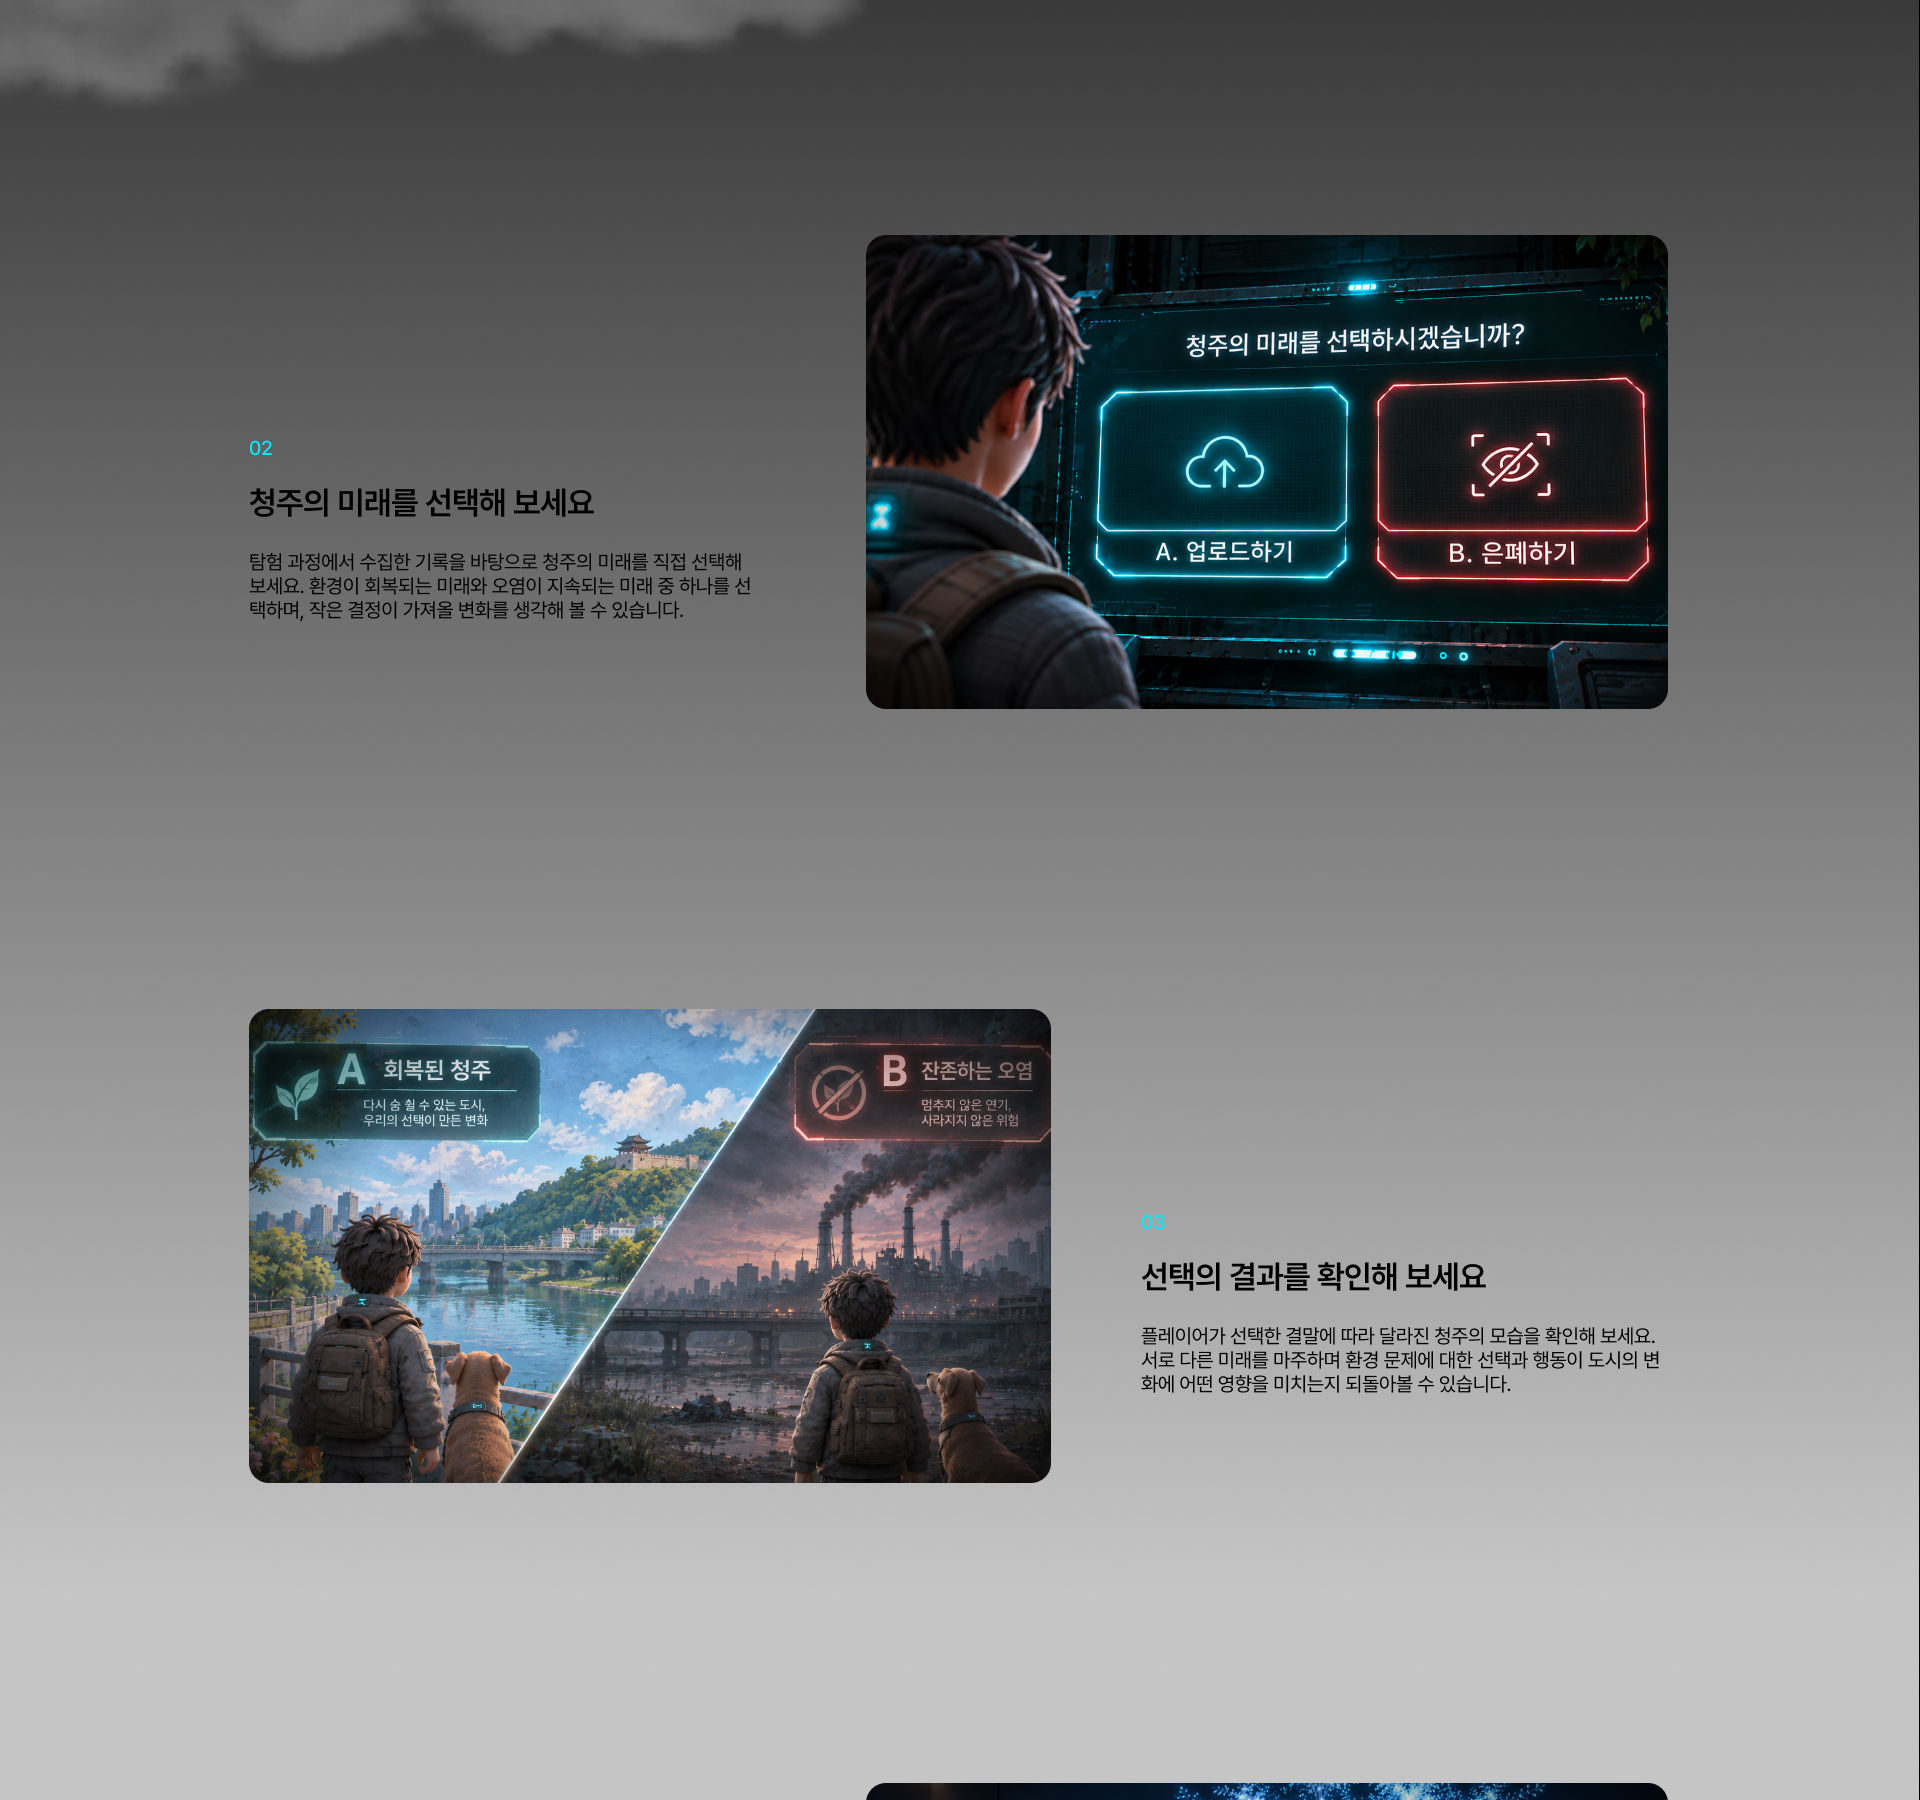 청주의 미래를 선택하시겠습니까?
A. 업로드하기
B. 은폐하기
02
청주의 미래를 선택해 보세요
탐험 과정에서 수집한 기록을 바탕으로 청주의 미래를 직접 선택해
보세요. 환경이 회복되는 미래와 오염이 지속되는 미래 중 하나를 선
택하며, 작은 결정이 가져올 변화를 생각해 볼 수 있습니다.
A 회복된 청주
다시 숨 쉴 수 있는 도시,
우리의 선택이 만든 변화
B 잔존하는 오염
멈추지 않은 연기,
사라지지 않은 위험
03
선택의 결과를 확인해 보세요
플레이어가 선택한 결말에 따라 달라진 청주의 모습을 확인해 보세요.
서로 다른 미래를 마주하며 환경 문제에 대한 선택과 행동이 도시의 변
화에 어떤 영향을 미치는지 되돌아볼 수 있습니다.